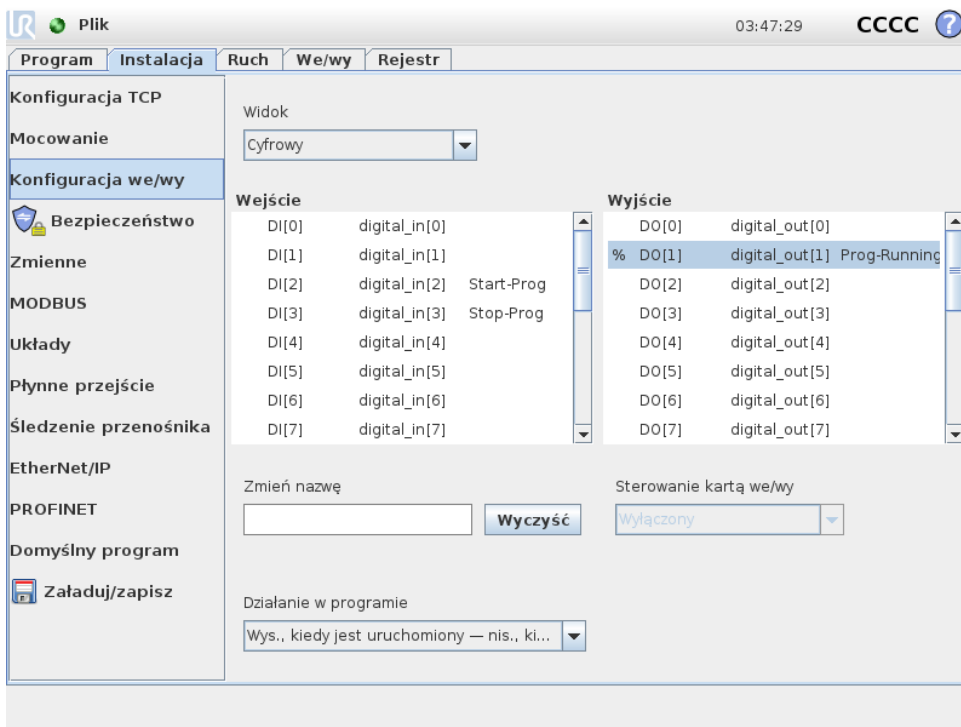 UR Plik 03:47:29 CCCC ?
Program Instalacja Ruch We/wy Rejestr
Konfiguracja TCP
Mocowanie
Konfiguracja we/wy
Bezpieczeństwo
Zmienne
MODBUS
Układy
Płynne przejście
Śledzenie przenośnika
EtherNet/IP
PROFINET
Domyślny program
Załaduj/zapisz
Widok
Cyfrowy
Wejście
DI[0] digital_in[0]
DI[1] digital_in[1]
DI[2] digital_in[2] Start-Prog
DI[3] digital_in[3] Stop-Prog
DI[4] digital_in[4]
DI[5] digital_in[5]
DI[6] digital_in[6]
DI[7] digital_in[7]
Wyjście
DO[0] digital_out[0]
% DO[1] digital_out[1] Prog-Running
DO[2] digital_out[2]
DO[3] digital_out[3]
DO[4] digital_out[4]
DO[5] digital_out[5]
DO[6] digital_out[6]
DO[7] digital_out[7]
Zmień nazwę
Wyczyść
Sterowanie kartą we/wy
Wyłączony
Działanie w programie
Wys., kiedy jest uruchomiony — nis., ki...